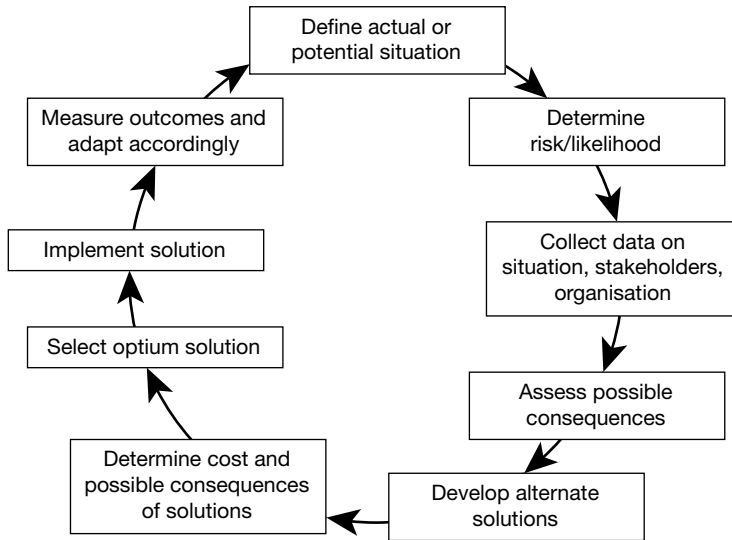 Define actual or
potential situation
Determine
risk/likelihood
Collect data on
situation, stakeholders,
organisation
Assess possible
consequences
Develop alternate
solutions
Determine cost and
possible consequences
of solutions
Select optium solution
Implement solution
Measure outcomes and
adapt accordingly